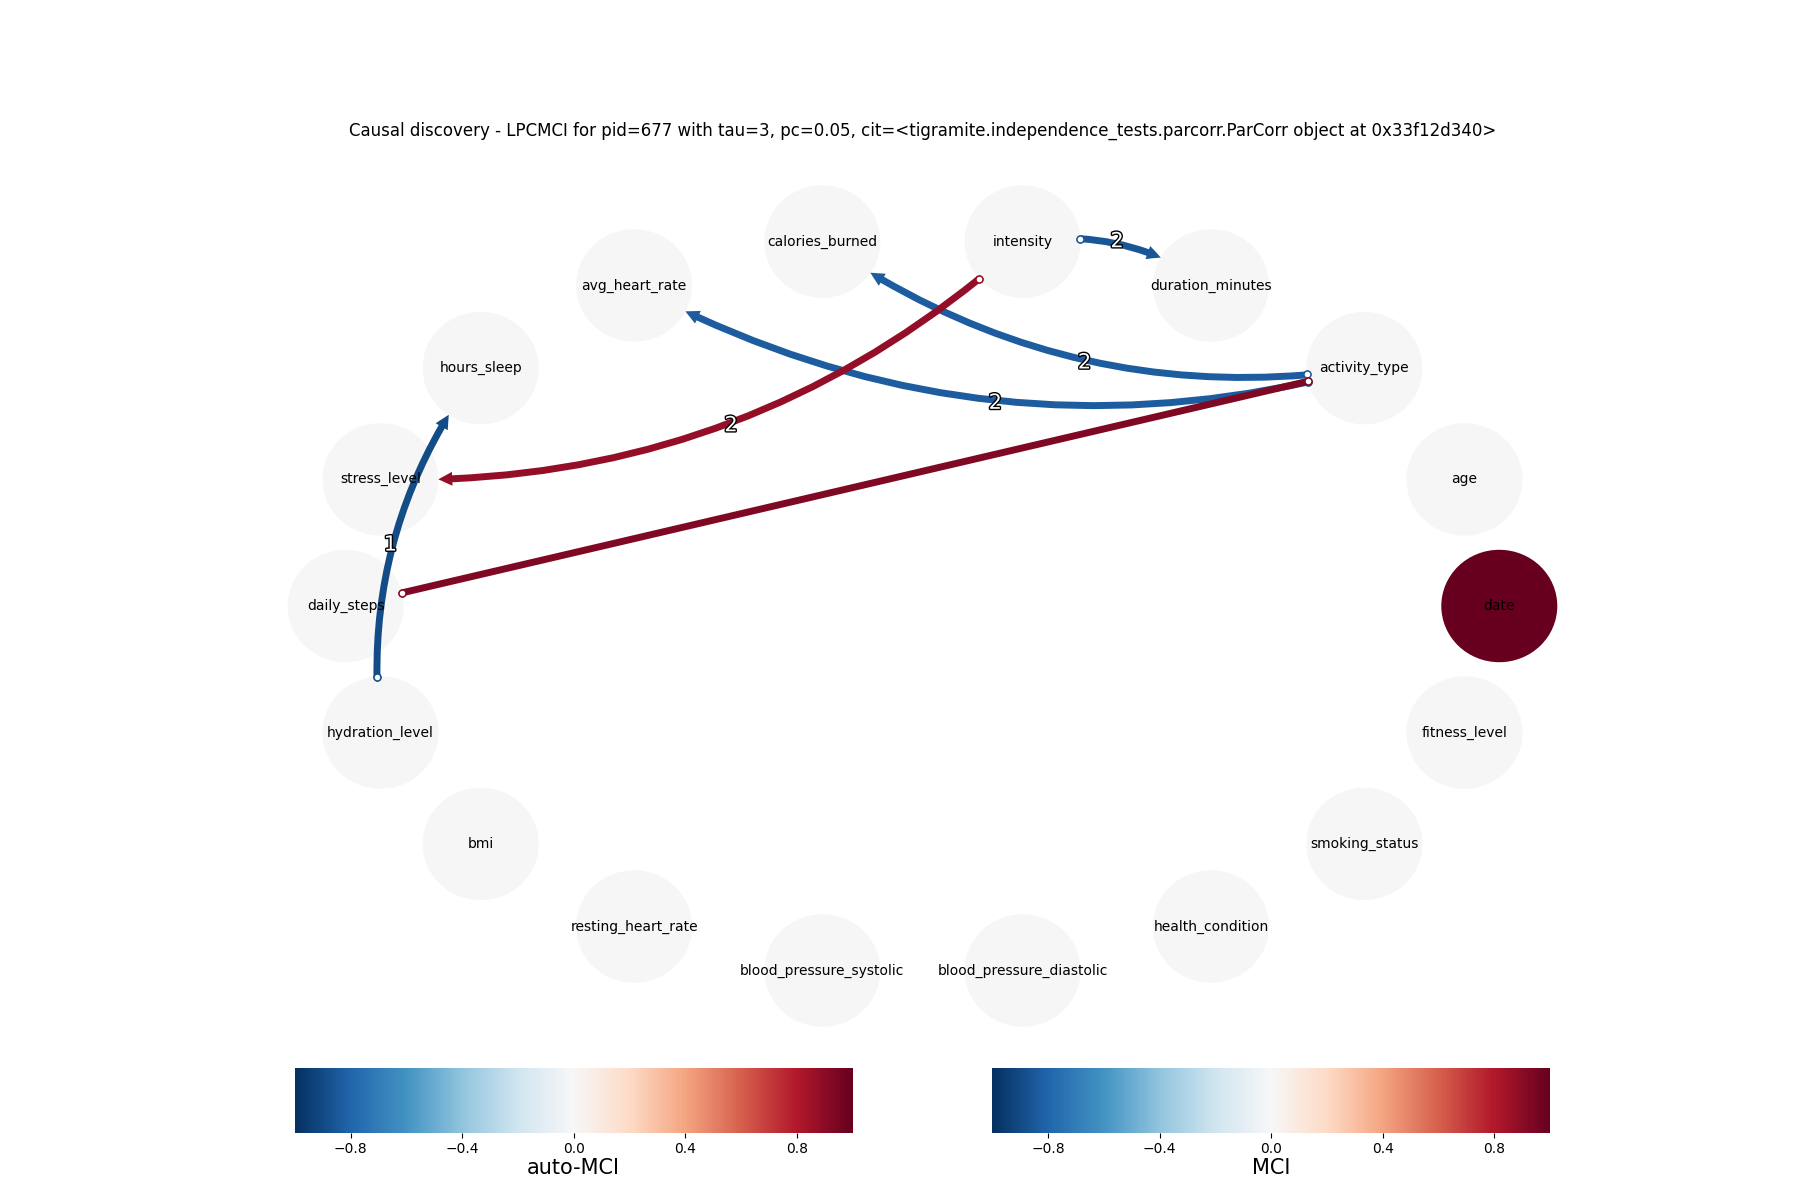 Causal discovery - LPCMCI for pid=677 with tau=3, pc=0.05, cit=<tigramite.independence_tests.parcorr.ParCorr object at 0x33f12d340>
calories_burned
intensity
2
avg_heart_rate
duration_minutes
2
hours_sleep
activity_type
2
2
stress_level
age
1
daily_steps
date
hydration_level
fitness_level
bmi
smoking_status
resting_heart_rate
health_condition
blood_pressure_systolic
blood_pressure_diastolic
−0.8 −0.4 0.0 0.4 0.8
auto-MCI
−0.8 −0.4 0.0 0.4 0.8
MCI